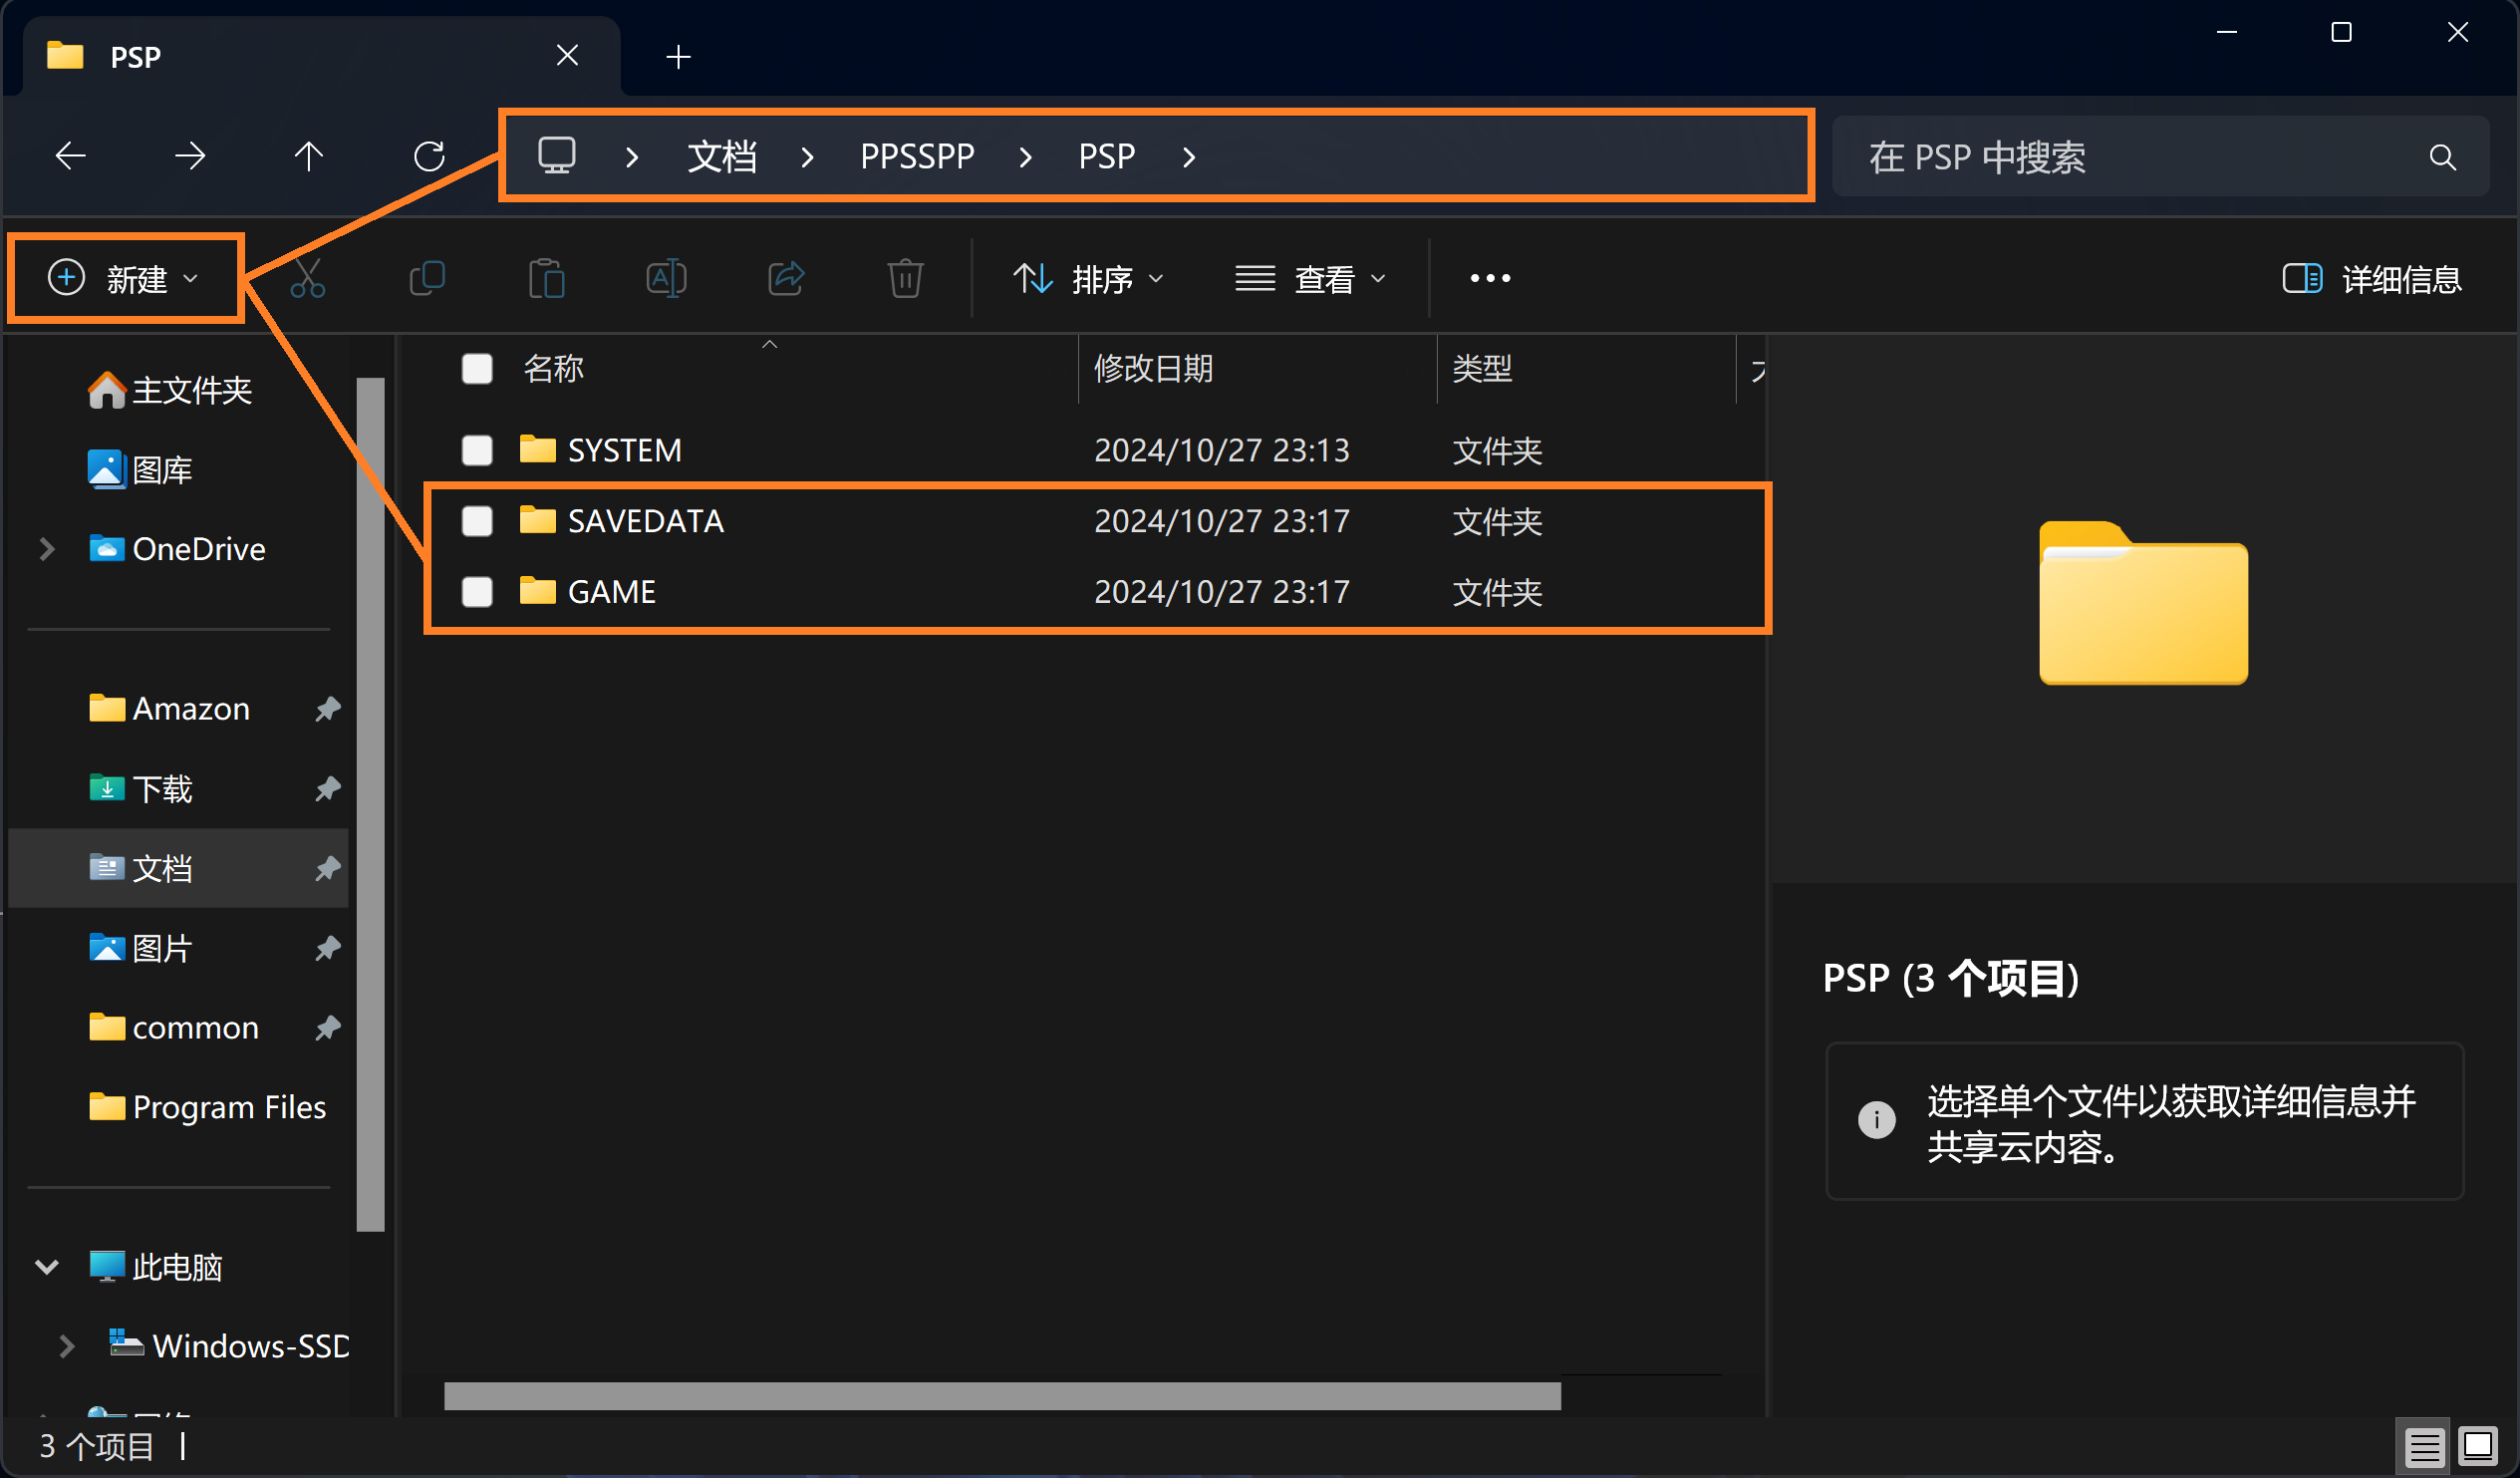 PSP
文档 PPSSPP PSP
在 PSP 中搜索
新建
排序
查看
详细信息
名称 修改日期 类型
SYSTEM 2024/10/27 23:13 文件夹
SAVEDATA 2024/10/27 23:17 文件夹
GAME 2024/10/27 23:17 文件夹
主文件夹
图库
OneDrive
Amazon
下载
文档
图片
common
Program Files
此电脑
Windows-SSD
PSP (3 个项目)
选择单个文件以获取详细信息并
共享云内容。
3 个项目